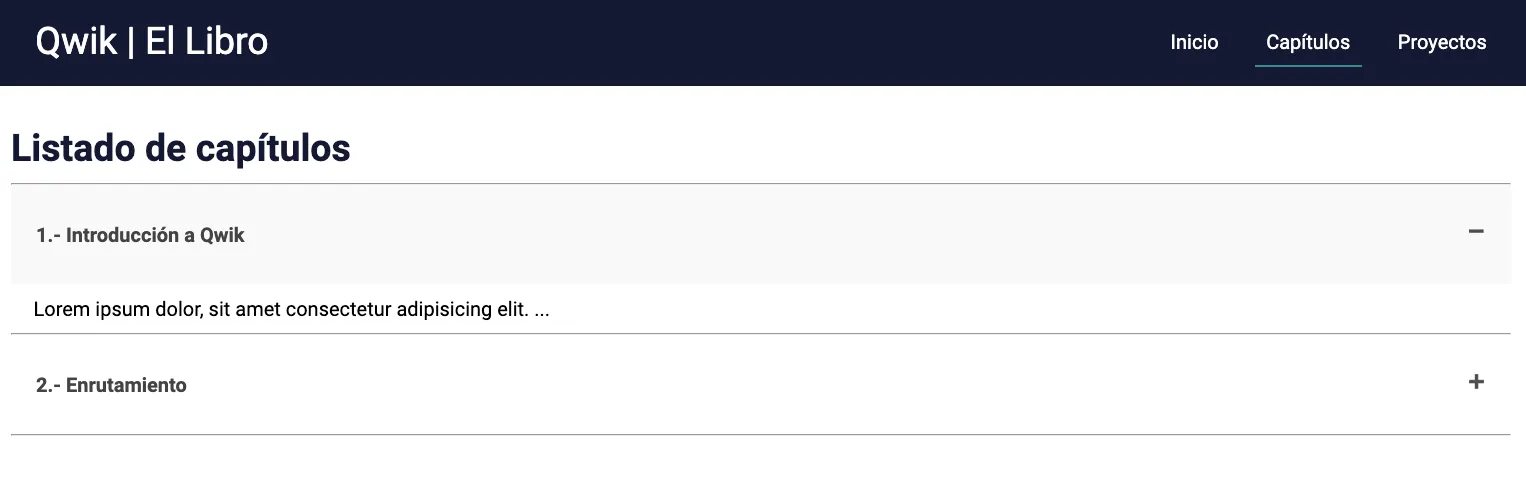 Qwik | El Libro
Inicio Capítulos Proyectos
Listado de capítulos
1.- Introducción a Qwik
Lorem ipsum dolor, sit amet consectetur adipisicing elit. ...
2.- Enrutamiento